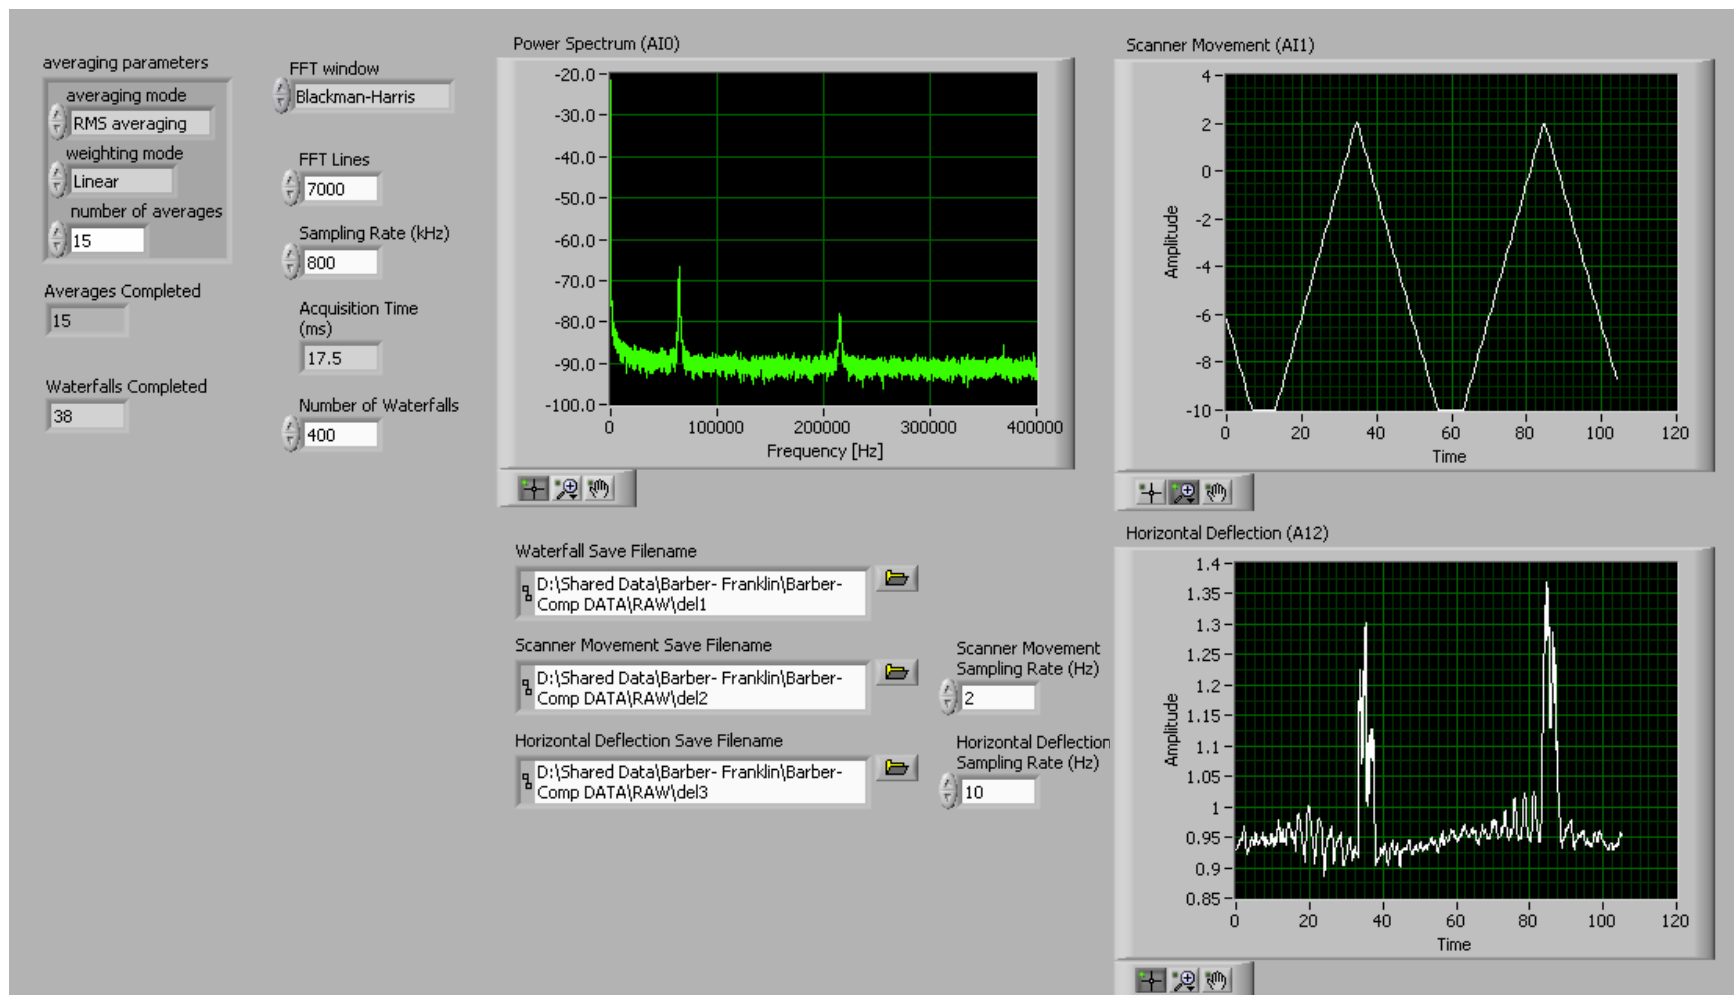 averaging parameters
averaging mode
RMS averaging
weighting mode
Linear
number of averages
15
Averages Completed
15
Waterfalls Completed
38
FFT window
Blackman-Harris
FFT Lines
7000
Sampling Rate (kHz)
800
Acquisition Time
(ms)
17.5
Number of Waterfalls
400
Power Spectrum (AI0)
-20.0
-30.0
-40.0
-50.0
-60.0
-70.0
-80.0
-90.0
-100.0
0 100000 200000 300000 400000
Frequency [Hz]
Scanner Movement (AI1)
Amplitude
4
2
0
-2
-4
-6
-8
-10
0 20 40 60 80 100 120
Time
Waterfall Save Filename
D:\Shared Data\Barber- Franklin\Barber-
Comp DATA\RAW\del1
Scanner Movement Save Filename
D:\Shared Data\Barber- Franklin\Barber-
Comp DATA\RAW\del2
Scanner Movement
Sampling Rate (Hz)
2
Horizontal Deflection Save Filename
D:\Shared Data\Barber- Franklin\Barber-
Comp DATA\RAW\del3
Horizontal Deflection
Sampling Rate (Hz)
10
Horizontal Deflection (A12)
Amplitude
1.4
1.35
1.3
1.25
1.2
1.15
1.1
1.05
1
0.95
0.9
0.85
0 20 40 60 80 100 120
Time